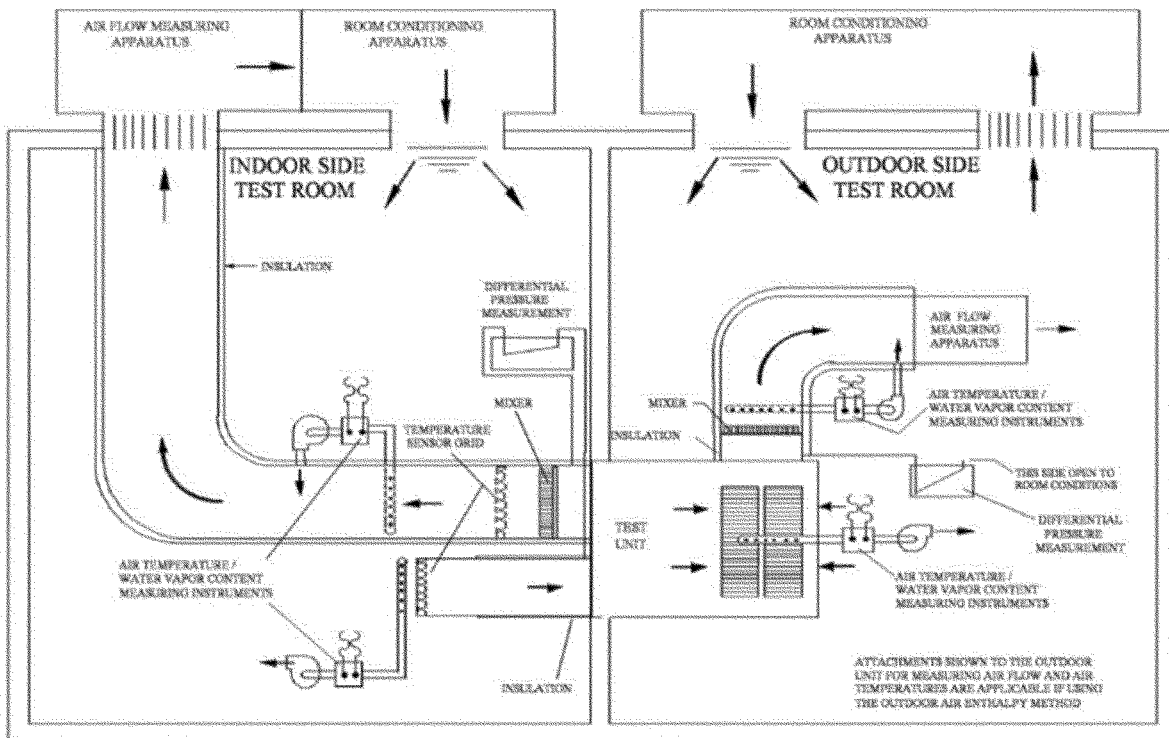 AIR FLOW MEASURING
APPARATUS
ROOM CONDITIONING
APPARATUS
ROOM CONDITIONING
APPARATUS
INDOOR SIDE
TEST ROOM
OUTDOOR SIDE
TEST ROOM
INSULATION
DIFFERENTIAL
PRESSURE
MEASUREMENT
AIR FLOW
MEASURING
APPARATUS
MIXER
TEMPERATURE
SENSOR GRID
MIXER
INSULATION
AIR TEMPERATURE /
WATER VAPOR CONTENT
MEASURING INSTRUMENTS
THIS SIDE OPEN TO
ROOM CONDITIONS
TEST
UNIT
DIFFERENTIAL
PRESSURE
MEASUREMENT
AIR TEMPERATURE /
WATER VAPOR CONTENT
MEASURING INSTRUMENTS
AIR TEMPERATURE /
WATER VAPOR CONTENT
MEASURING INSTRUMENTS
INSULATION
ATTACHMENTS SHOWN TO THE OUTDOOR
UNIT FOR MEASURING AIR FLOW AND AIR
TEMPERATURES ARE APPLICABLE IF USING
THE OUTDOOR AIR ENTHALPY METHOD